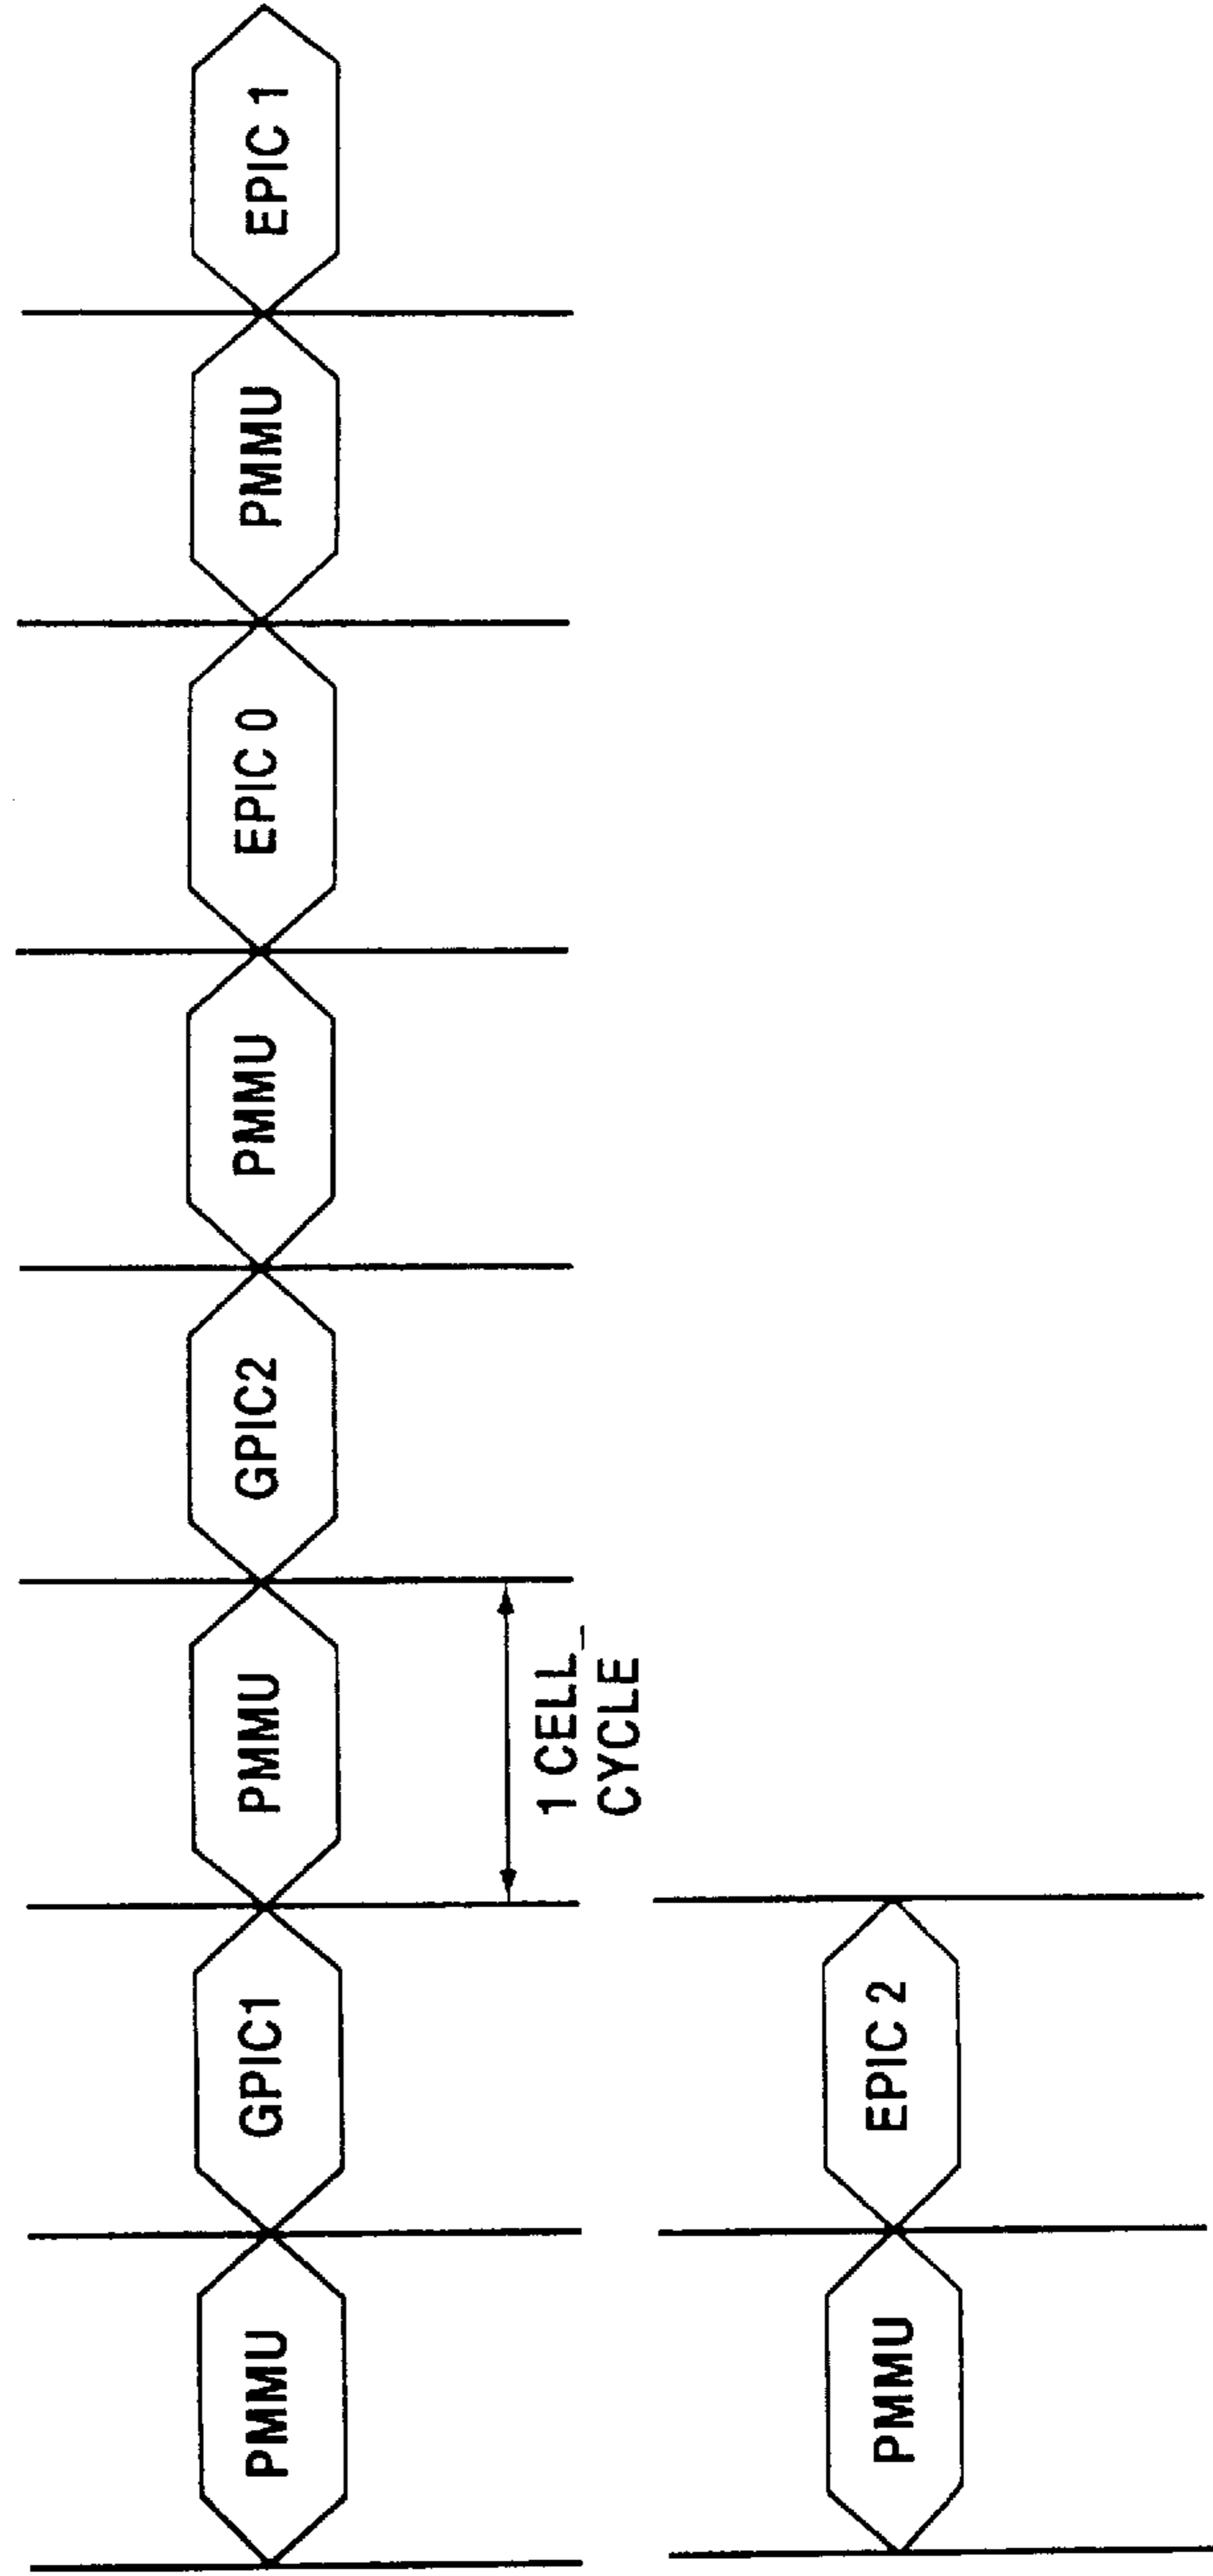 PMMU
GPIC1
PMMU
GPIC2
PMMU
EPIC 0
PMMU
EPIC 1
1 CELL_
CYCLE
PMMU
EPIC 2